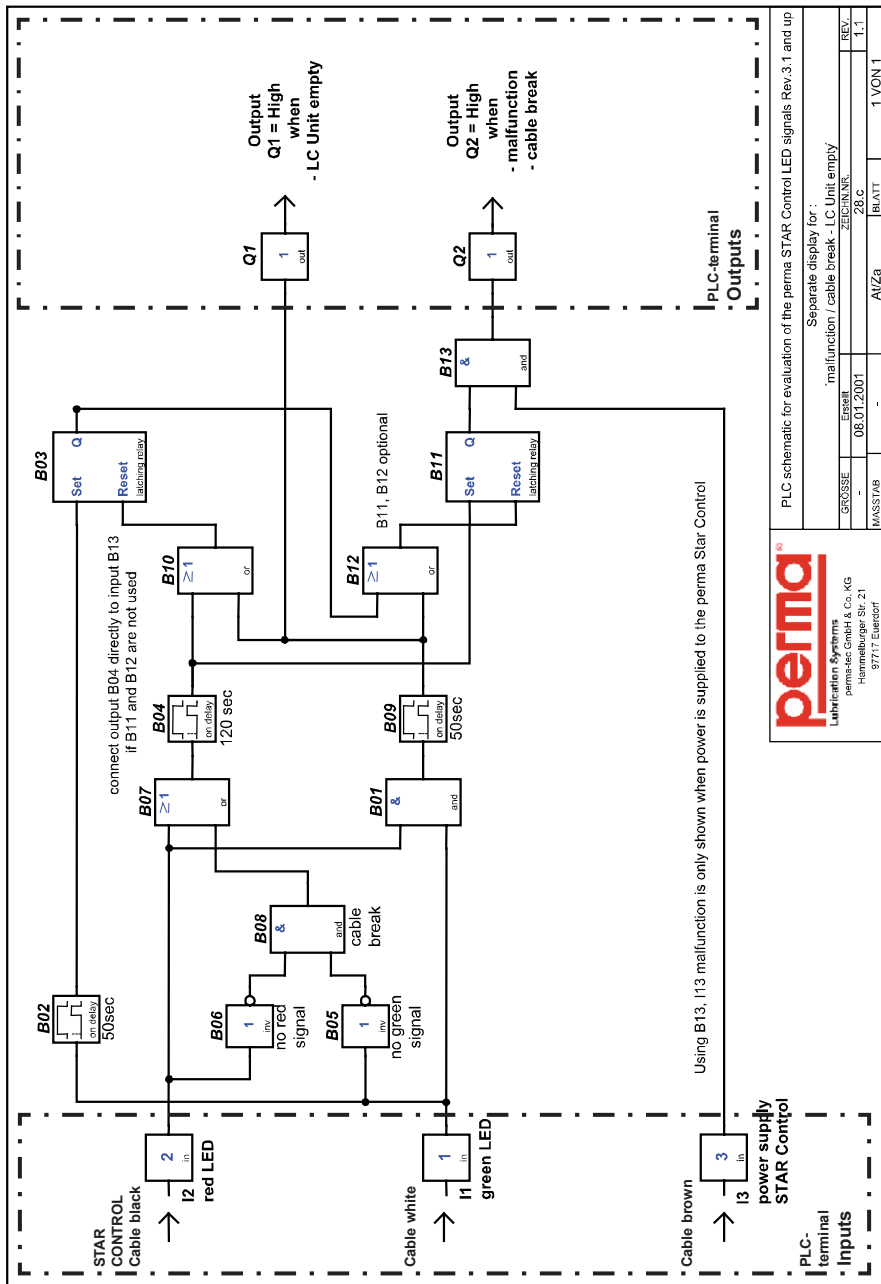 STAR
CONTROL
Cable black
I2
2
in
red LED
Cable white
I1
1
in
green LED
Cable brown
I3
3
in
power supply
STAR Control
PLC-
terminal
Inputs
B02
on delay
50sec
B06
1
inv
no red
signal
B05
1
inv
no green
signal
B08
&
and
cable
break
B07
≥1
or
B01
&
and
B04
on delay
120 sec
B09
on delay
50sec
connect output B04 directly to input B13
if B11 and B12 are not used
B10
≥1
or
B12
≥1
or
B11, B12 optional
B03
Set
Q
Reset
latching relay
B11
Set
Q
Reset
latching relay
B13
&
and
Using B13, I13 malfunction is only shown when power is supplied to the perma Star Control
Q1
1
out
Output
Q1 = High
when
- LC Unit empty
Q2
1
out
Output
Q2 = High
when
- malfunction
- cable break
PLC-terminal
Outputs
perma®
Lubrication Systems
perma-tec GmbH & Co. KG
Hammelburger Str. 21
97717 Euerdorf
PLC schematic for evaluation of the perma STAR Control LED signals Rev.3.1 and up
Separate display for :
´malfunction / cable break - LC Unit empty´
GRÖSSE
-
Erstellt
08.01.2001
ZEICHN.NR.
28.c
REV.
1.1
MASSTAB
-
At/Za
BLATT
1 VON 1